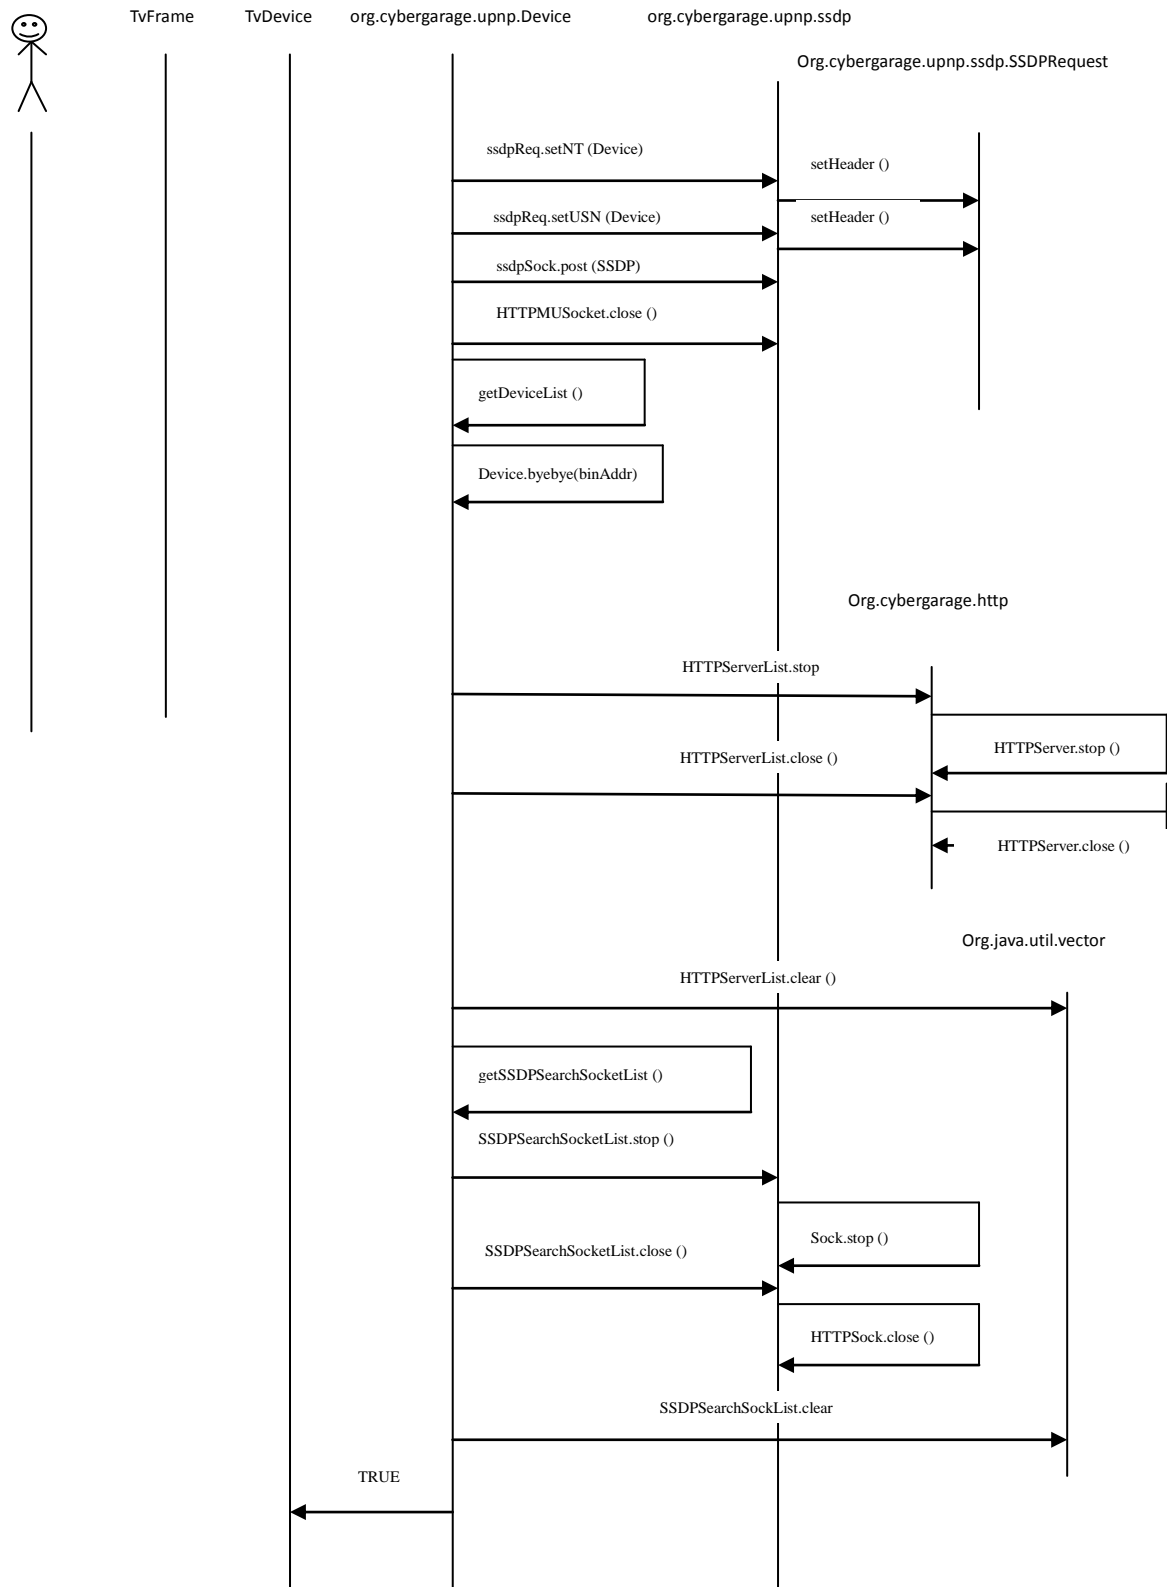 TvFrame
TvDevice
org.cybergarage.upnp.Device
org.cybergarage.upnp.ssdp
Org.cybergarage.upnp.ssdp.SSDPRequest
ssdpReq.setNT (Device)
setHeader ()
ssdpReq.setUSN (Device)
setHeader ()
ssdpSock.post (SSDP)
HTTPMUSocket.close ()
getDeviceList ()
Device.byebye(binAddr)
Org.cybergarage.http
HTTPServerList.stop
HTTPServer.stop ()
HTTPServerList.close ()
HTTPServer.close ()
Org.java.util.vector
HTTPServerList.clear ()
getSSDPSearchSocketList ()
SSDPSearchSocketList.stop ()
Sock.stop ()
SSDPSearchSocketList.close ()
HTTPSock.close ()
SSDPSearchSockList.clear
TRUE